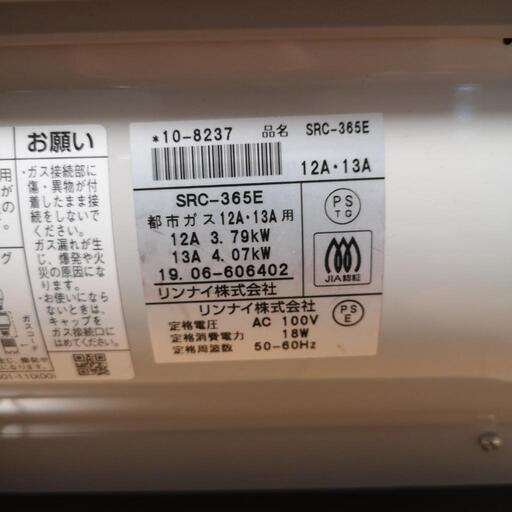 お願い
・ガス接続部に
傷・異物が付
着したまま接
続をしないで
ください。
ガス漏れが生
じ、爆発や火
災の原因にな
ります。
・お使いになら
ないときは、
キャップを
ガス接続口に
はめてください。
*10-8237 品名 SRC-365E
12A・13A
SRC-365E
都市ガス12A・13A用
12A 3.79kW
13A 4.07kW
19.06-606402
リンナイ株式会社
PS
TG
JIA認証
リンナイ株式会社
定格電圧 AC 100V
定格消費電力 18W
定格周波数 50-60Hz
PS
E